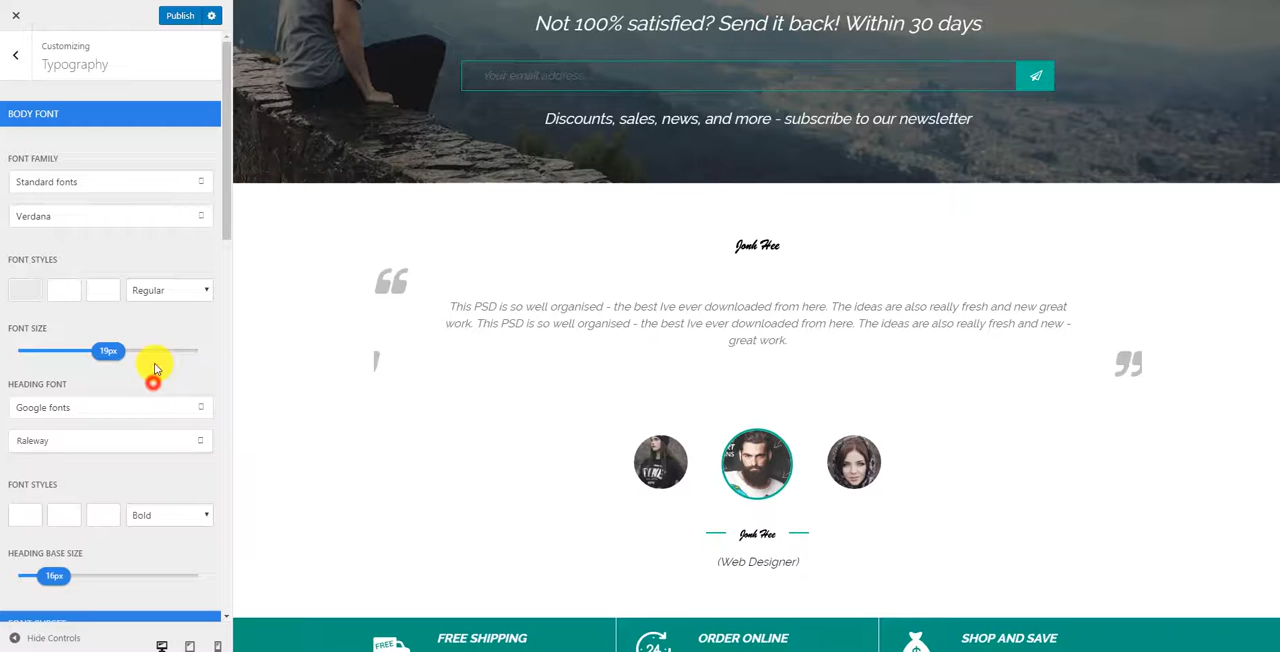 Publish
Customizing
Typography
BODY FONT
FONT FAMILY
Standard fonts
Verdana
FONT STYLES
Regular
FONT SIZE
19px
HEADING FONT
Google fonts
Raleway
FONT STYLES
Bold
HEADING BASE SIZE
16px
FONT SUBSET
Hide Controls
Not 100% satisfied? Send it back! Within 30 days
Your email address...
Discounts, sales, news, and more - subscribe to our newsletter
Jonh Hee
This PSD is so well organised - the best Ive ever downloaded from here. The ideas are also really fresh and new great
work. This PSD is so well organised - the best Ive ever downloaded from here. The ideas are also really fresh and new -
great work.
Jonh Hee
(Web Designer)
FREE
FREE SHIPPING
24
ORDER ONLINE
SHOP AND SAVE